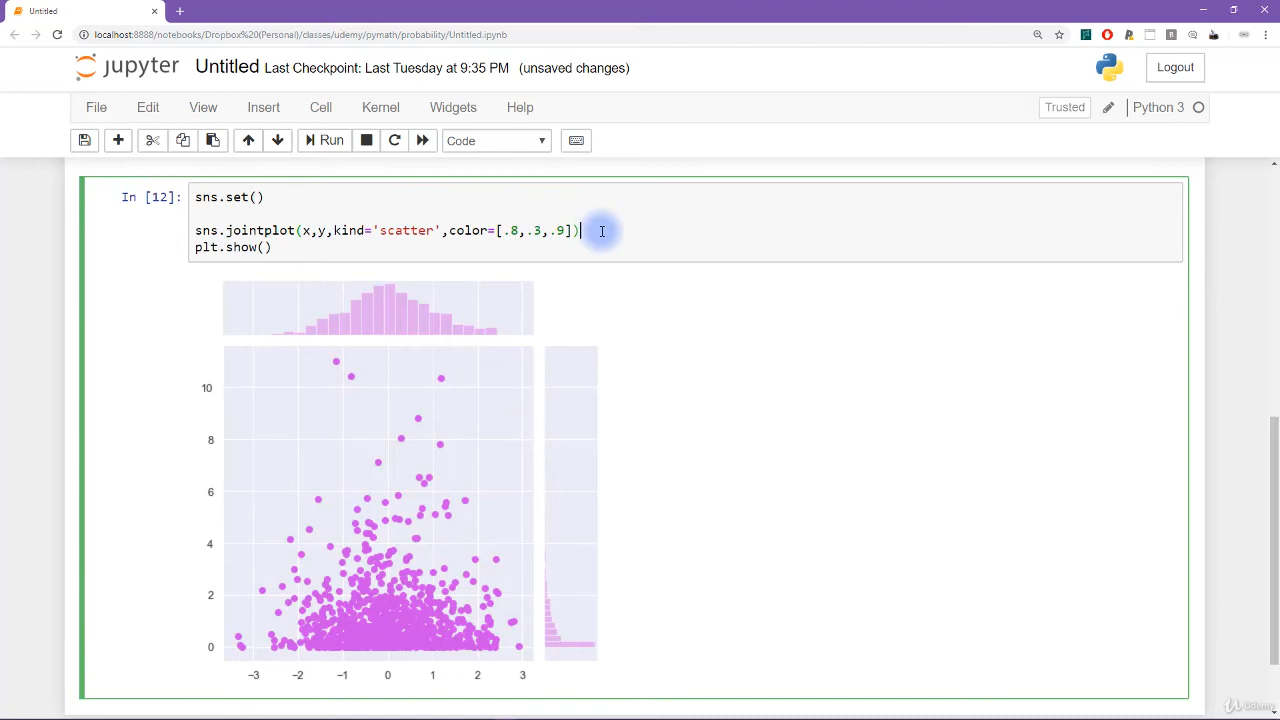 Untitled
localhost:8888/notebooks/Dropbox%20(Personal)/classes/udemy/pymath/probability/Untitled.ipynb
jupyter Untitled Last Checkpoint: Last Tuesday at 9:35 PM (unsaved changes) Logout
File Edit View Insert Cell Kernel Widgets Help Trusted Python 3
Run Code
In [12]: sns.set()
sns.jointplot(x,y,kind='scatter',color=[.8,.3,.9])
plt.show()
10
8
6
4
2
0
−3 −2 −1 0 1 2 3
Udemy